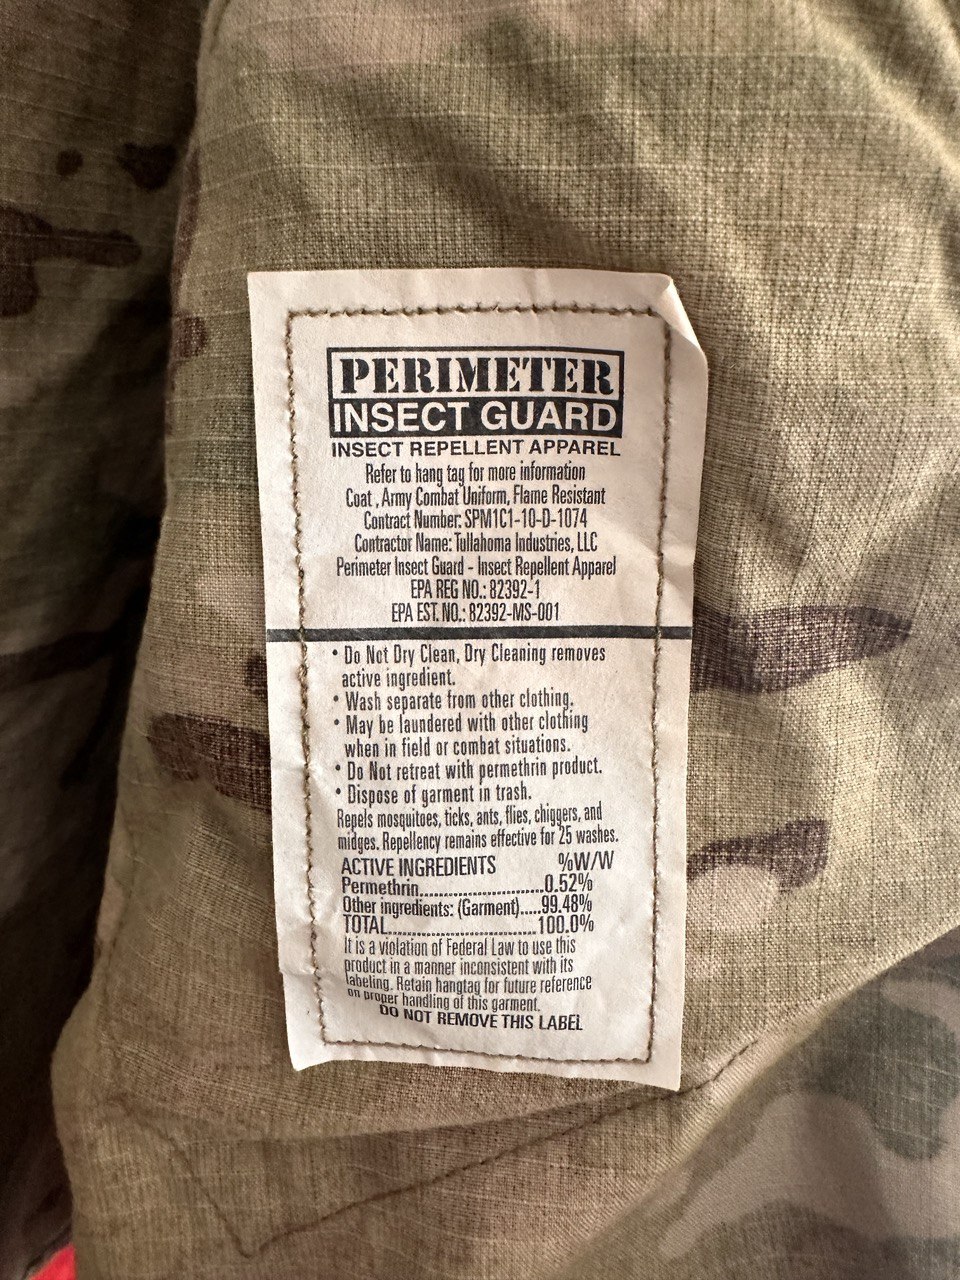 PERIMETER
INSECT GUARD
INSECT REPELLENT APPAREL
Refer to hang tag for more information
Coat , Army Combat Uniform, Flame Resistant
Contract Number: SPM1C1-10-D-1074
Contractor Name: Tullahoma Industries, LLC
Perimeter Insect Guard - Insect Repellent Apparel
EPA REG NO.: 82392-1
EPA EST. NO.: 82392-MS-001
• Do Not Dry Clean, Dry Cleaning removes
active ingredient.
• Wash separate from other clothing.
• May be laundered with other clothing
when in field or combat situations.
• Do Not retreat with permethrin product.
• Dispose of garment in trash.
Repels mosquitoes, ticks, ants, flies, chiggers, and
midges. Repellency remains effective for 25 washes.
ACTIVE INGREDIENTS %W/W
Permethrin............................0.52%
Other ingredients: (Garment).....99.48%
TOTAL..................................100.0%
It is a violation of Federal Law to use this
product in a manner inconsistent with its
labeling. Retain hangtag for future reference
on proper handling of this garment.
DO NOT REMOVE THIS LABEL